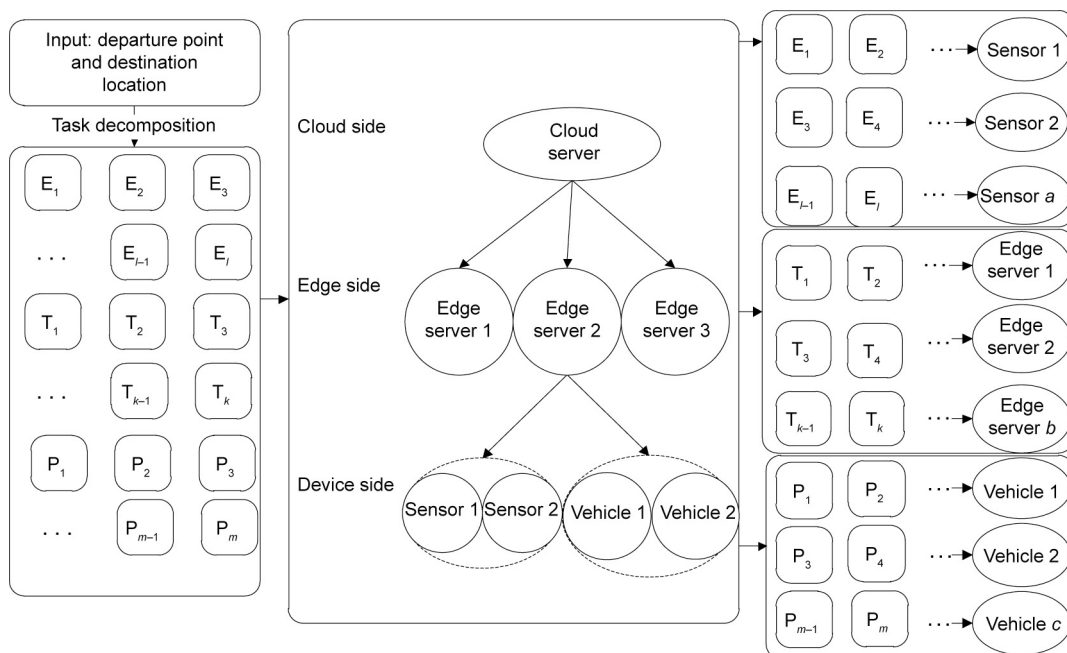 Input: departure point
and destination
location
Task decomposition
E1 E2 E3
. . . El–1 El
T1 T2 T3
. . . Tk–1 Tk
P1 P2 P3
. . . Pm–1 Pm
Cloud side
Cloud
server
Edge side
Edge
server 1
Edge
server 2
Edge
server 3
Device side
Sensor 1
Sensor 2
Vehicle 1
Vehicle 2
E1 E2 ... Sensor 1
E3 E4 ... Sensor 2
El–1 El ... Sensor a
T1 T2 ... Edge
server 1
T3 T4 ... Edge
server 2
Tk–1 Tk ... Edge
server b
P1 P2 ... Vehicle 1
P3 P4 ... Vehicle 2
Pm–1 Pm ... Vehicle c